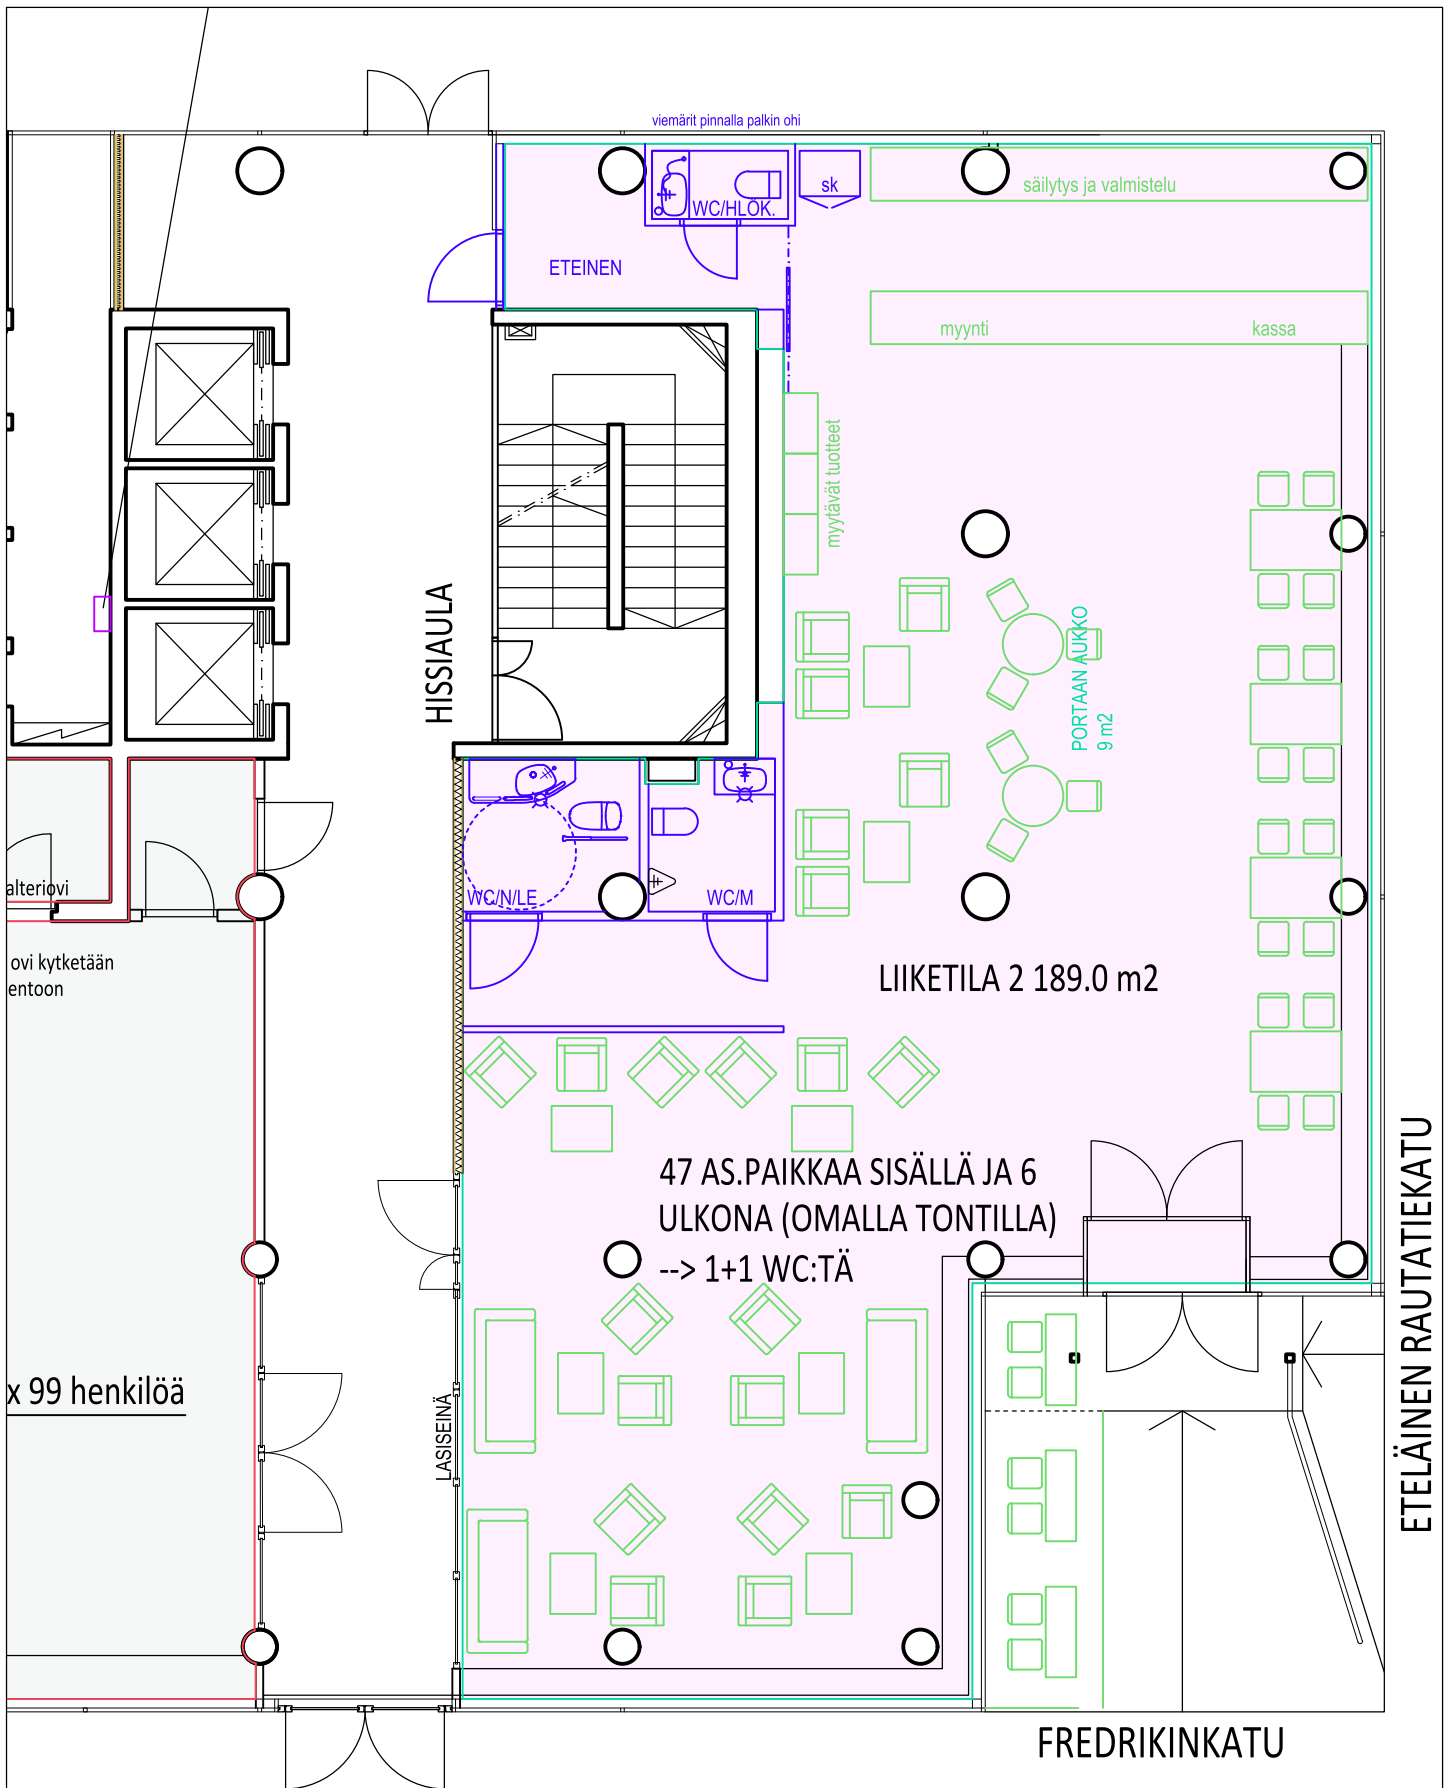 viemärit pinnalla palkin ohi
sk
säilytys ja valmistelu
WC/HLÖK.
ETEINEN
myynti
kassa
myytävät tuotteet
HISSIAULA
PORTAAN AUKKO
9 m2
alteriovi
WC/N/LE
WC/M
ovi kytketään
entoon
LIIKETILA 2 189.0 m2
47 AS.PAIKKAA SISÄLLÄ JA 6
ULKONA (OMALLA TONTILLA)
--> 1+1 WC:TÄ
ETELÄINEN RAUTATIEKATU
x 99 henkilöä
LASISEINÄ
FREDRIKINKATU